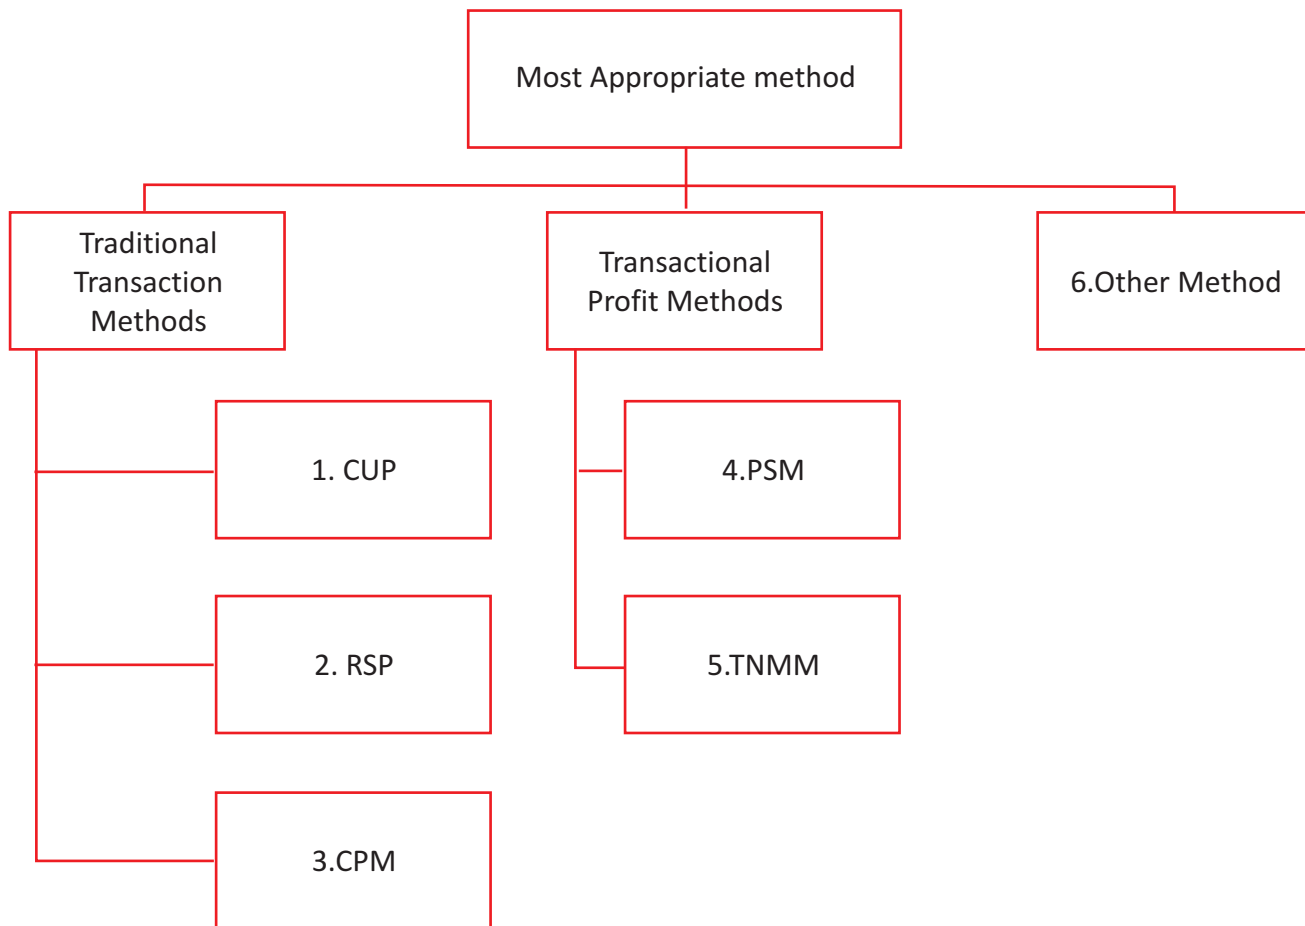 Most Appropriate method
Traditional
Transaction
Methods
Transactional
Profit Methods
6.Other Method
1. CUP
4.PSM
2. RSP
5.TNMM
3.CPM